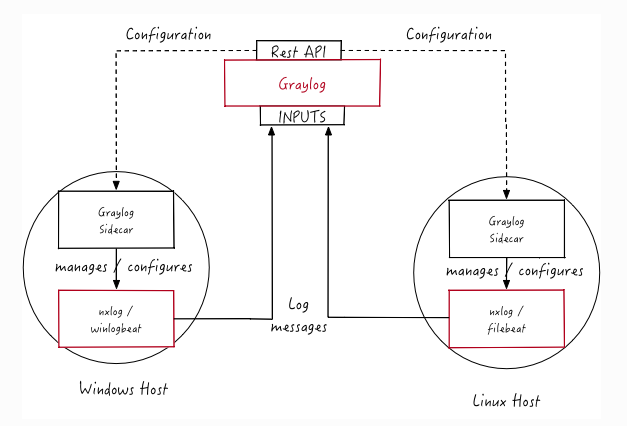 Configuration
Configuration
Rest API
Graylog
INPUTS
Graylog
Sidecar
manages / configures
nxlog /
winlogbeat
Windows Host
Log
messages
Graylog
Sidecar
manages / configures
nxlog /
filebeat
Linux Host